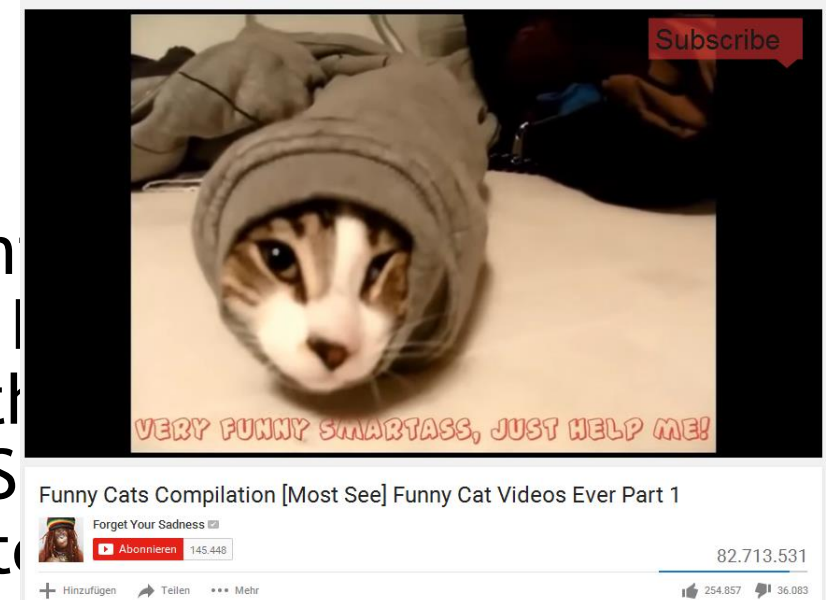 Subscribe
VERY FUNNY SMARTASS, JUST HELP ME!
Funny Cats Compilation [Most See] Funny Cat Videos Ever Part 1
Forget Your Sadness
Abonnieren 145.448
82.713.531
Hinzufügen Teilen Mehr 254.857 36.083